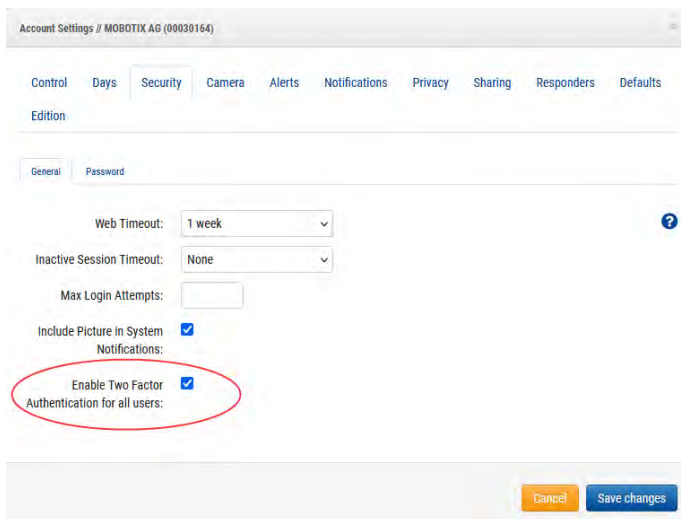 Account Settings // MOBOTIX AG (00030164)
Control Days Security Camera Alerts Notifications Privacy Sharing Responders Defaults
Edition
General Password
Web Timeout: 1 week
?
Inactive Session Timeout: None
Max Login Attempts:
Include Picture in System
Notifications:
Enable Two Factor
Authentication for all users:
Cancel Save changes